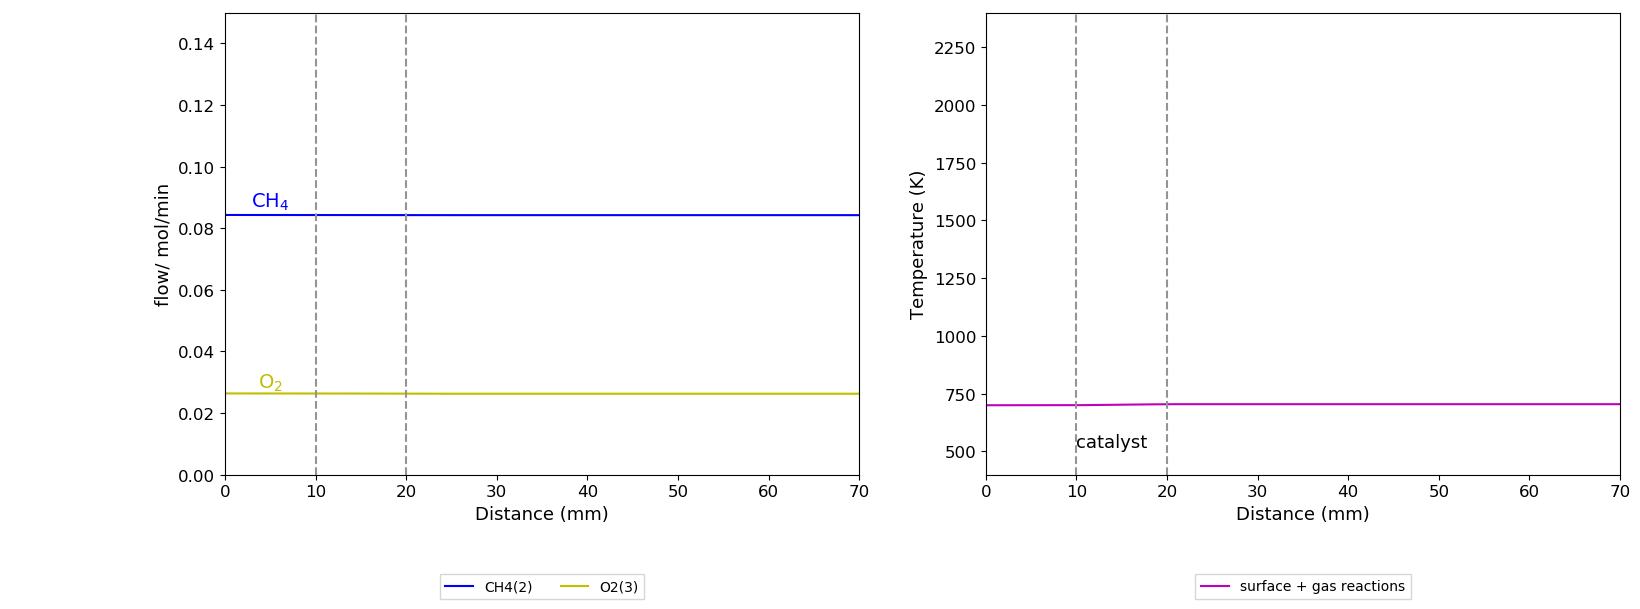 flow/ mol/min
0.14
0.12
0.10
0.08
0.06
0.04
0.02
0.00
CH₄
O₂
0 10 20 30 40 50 60 70
Distance (mm)
CH4(2) O2(3)
Temperature (K)
2250
2000
1750
1500
1250
1000
750
500
catalyst
0 10 20 30 40 50 60 70
Distance (mm)
surface + gas reactions